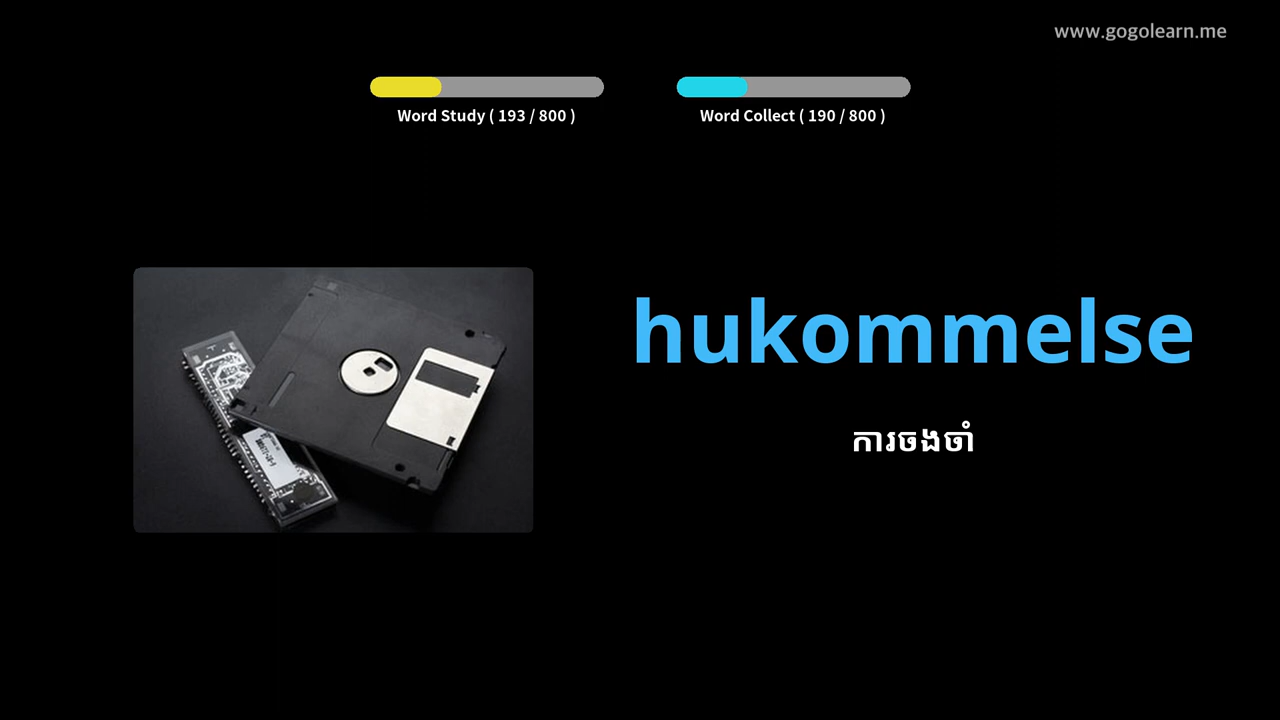 www.gogolearn.me
Word Study ( 193 / 800 )
Word Collect ( 190 / 800 )
hukommelse
ការចងចាំ